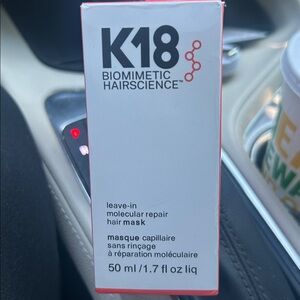 K18
BIOMIMETIC
HAIRSCIENCE™
leave-in
molecular repair
hair mask
masque capillaire
sans rinçage
à réparation moléculaire
50 ml / 1.7 fl oz liq